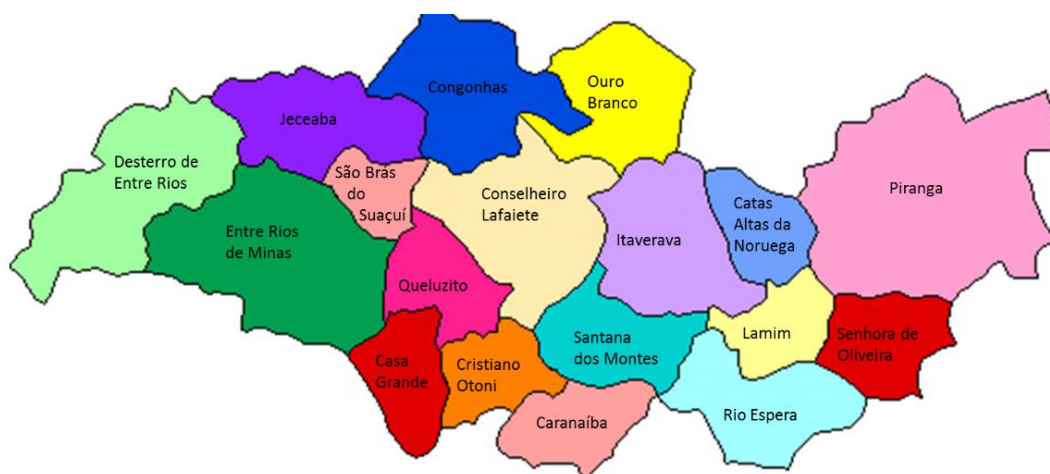 Congonhas
Ouro
Branco
Jeceaba
Desterro de
Entre Rios
São Brás
do
Suaçuí
Conselheiro
Lafaiete
Catas
Altas da
Noruega
Piranga
Entre Rios
de Minas
Itaverava
Queluzito
Casa
Grande
Cristiano
Otoni
Santana
dos Montes
Lamim
Senhora de
Oliveira
Caranaíba
Rio Espera